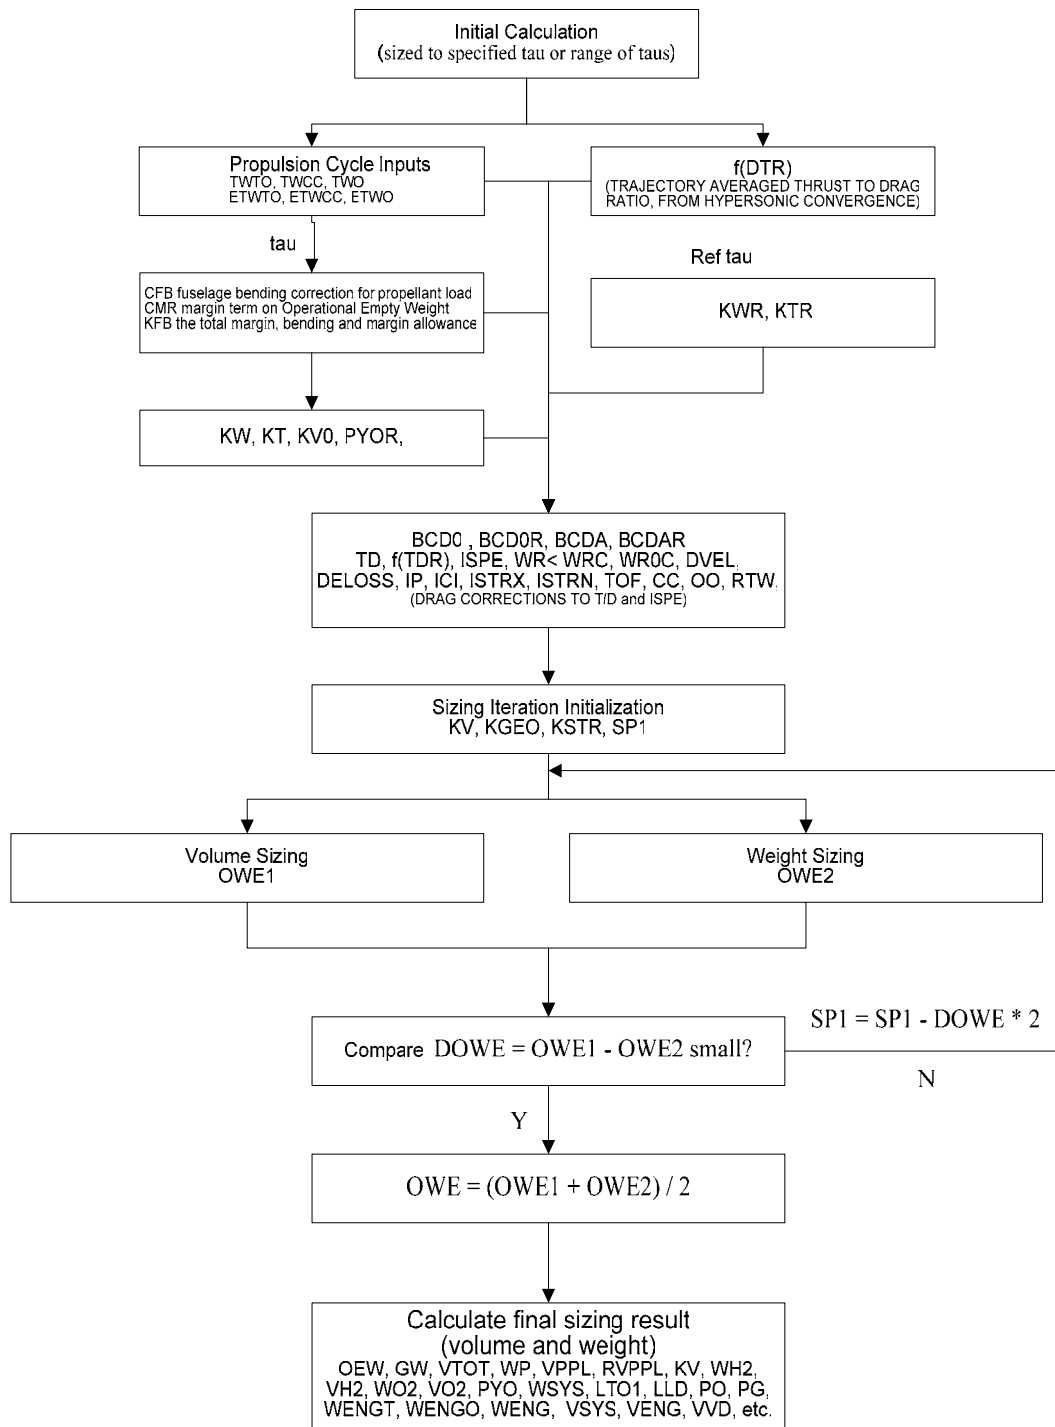 Initial Calculation
(sized to specified tau or range of taus)
Propulsion Cycle Inputs
TWTO, TWCC, TWO
ETWTO, ETWCC, ETWO
f(DTR)
(TRAJECTORY AVERAGED THRUST TO DRAG
RATIO, FROM HYPERSONIC CONVERGENCE)
tau
Ref tau
CFB fuselage bending correction for propellant load
CMR margin term on Operational Empty Weight
KFB the total margin, bending and margin allowance
KWR, KTR
KW, KT, KV0, PYOR,
BCD0 , BCD0R, BCDA, BCDAR
TD, f(TDR), ISPE, WR< WRC, WR0C, DVEL,
DELOSS, IP, ICI, ISTRX, ISTRN, TOF, CC, OO, RTW,
(DRAG CORRECTIONS TO T/D and ISPE)
Sizing Iteration Initialization
KV, KGEO, KSTR, SP1
Volume Sizing
OWE1
Weight Sizing
OWE2
SP1 = SP1 - DOWE * 2
Compare DOWE = OWE1 - OWE2 small?
N
Y
OWE = (OWE1 + OWE2) / 2
Calculate final sizing result
(volume and weight)
OEW, GW, VTOT, WP, VPPL, RVPPL, KV, WH2,
VH2, WO2, VO2, PYO, WSYS, LTO1, LLD, PO, PG,
WENGT, WENGO, WENG, VSYS, VENG, VVD, etc.